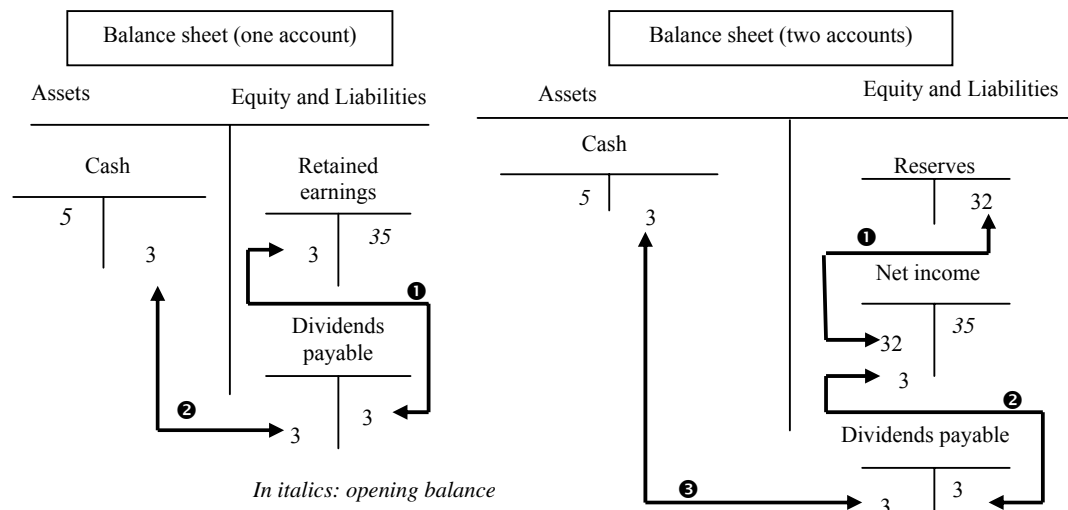 Balance sheet (one account)
Assets
Equity and Liabilities
Cash
5
3
Retained
earnings
3
35
❶
Dividends
payable
3
3
❷
In italics: opening balance
Balance sheet (two accounts)
Assets
Equity and Liabilities
Cash
5
3
Reserves
32
❶
Net income
35
32
3
❷
Dividends payable
3
3
❸